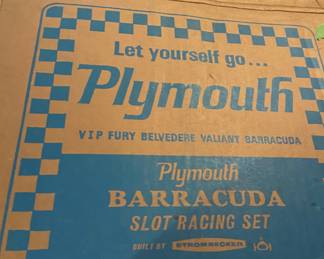 Let yourself go...
Plymouth
VIP FURY BELVEDERE VALIANT BARRACUDA
Plymouth
BARRACUDA
SLOT RACING SET
BUILT BY STROMBECKER